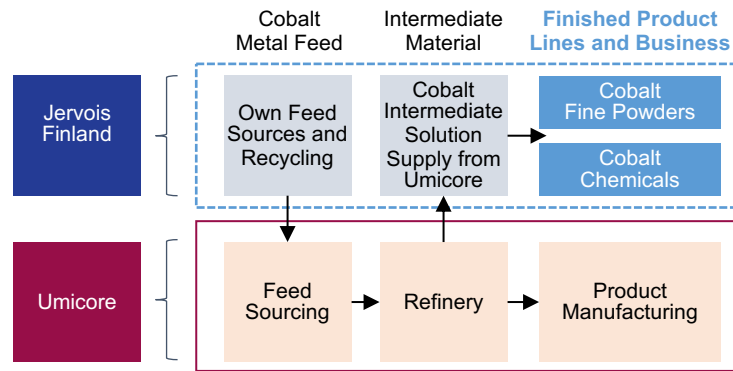 Cobalt
Metal Feed
Intermediate
Material
Finished Product
Lines and Business
Jervois
Finland
Own Feed
Sources and
Recycling
Cobalt
Intermediate
Solution
Supply from
Umicore
Cobalt
Fine Powders
Cobalt
Chemicals
Umicore
Feed
Sourcing
Refinery
Product
Manufacturing